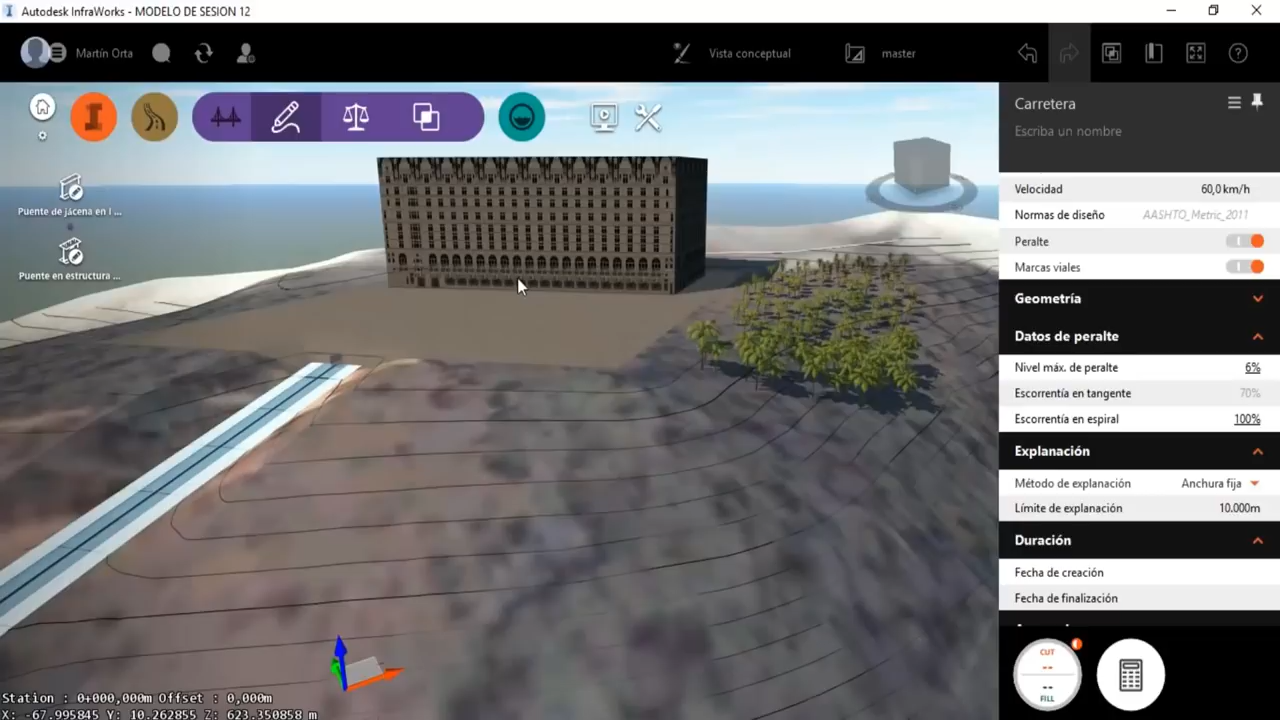 Autodesk InfraWorks - MODELO DE SESION 12
Martín Orta
Vista conceptual
master
Puente de jácena en I ...
Puente en estructura ...
Carretera
Escriba un nombre
Velocidad 60,0 km/h
Normas de diseño AASHTO_Metric_2011
Peralte
Marcas viales
Geometría
Datos de peralte
Nivel máx. de peralte 6%
Escorrentía en tangente 70%
Escorrentía en espiral 100%
Explanación
Método de explanación Anchura fija
Límite de explanación 10.000m
Duración
Fecha de creación
Fecha de finalización
CUT
--
--
FILL
Station : 0+000,000m Offset : 0,000m
X: -67.995845 Y: 10.262855 Z: 623.350858 m